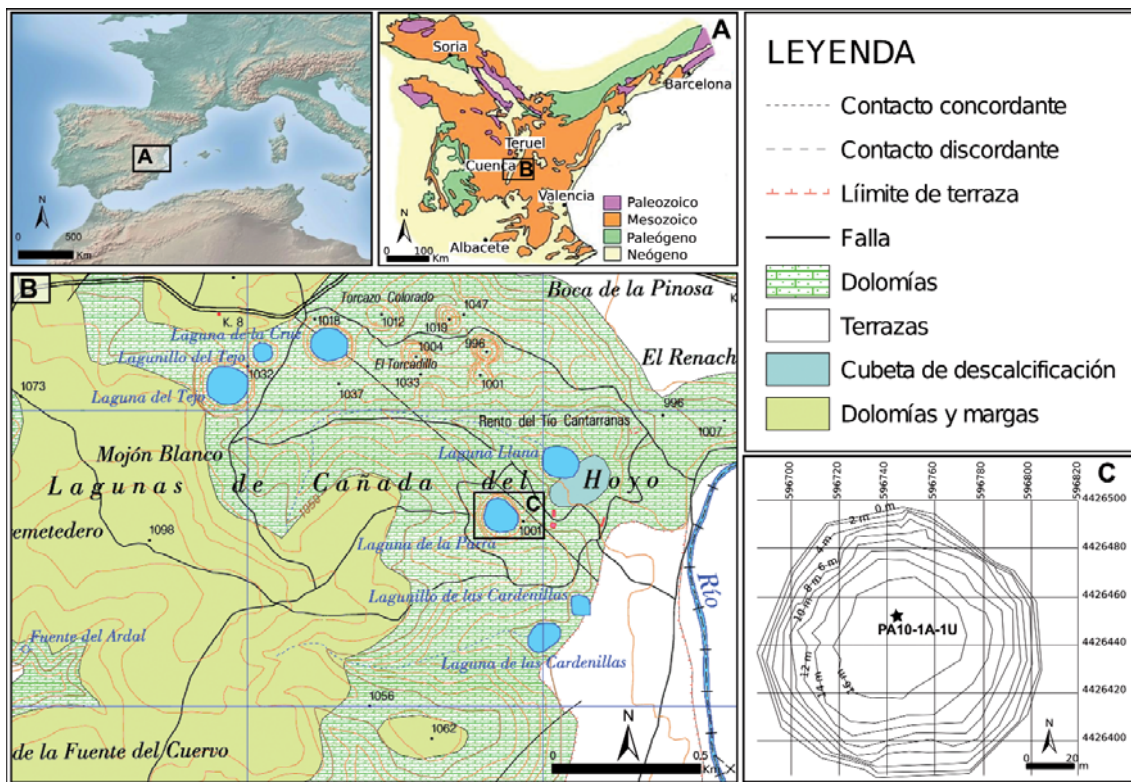 A
N
0
500
Km
A
Soria
Barcelona
Teruel
Cuenca
B
Valencia
Albacete
N
0
100
Km
Paleozoico
Mesozoico
Paleógeno
Neógeno
LEYENDA
Contacto concordante
Contacto discordante
Líimite de terraza
Falla
Dolomías
Terrazas
Cubeta de descalcificación
Dolomías y margas
B
Boca de la Pinosa
Torcazo Colorado
1047
1018
1012
1019
K. 8
Laguna de la Cruz
Lagunillo del Tejo
1032
1004
996
El Torcadillo
1033
1001
El Renach
1073
1037
Laguna del Tejo
996
Rento del Tío Cantarranas
1007
Mojón Blanco
Laguna Llana
Lagunas de Cañada del Hoyo
1050
C
1001
emetedero
1098
Laguna de la Parra
Río
Lagunillo de las Cardenillas
Fuente del Ardal
Laguna de las Cardenillas
1056
1062
de la Fuente del Cuervo
N
0
0.5
Km
C
596700
596720
596740
596760
596780
596800
596820
4426500
4426480
4426460
4426440
4426420
4426400
0 m
2 m
4 m
6 m
8 m
10 m
12 m
14 m
16 m
PA10-1A-1U
N
0
20
m